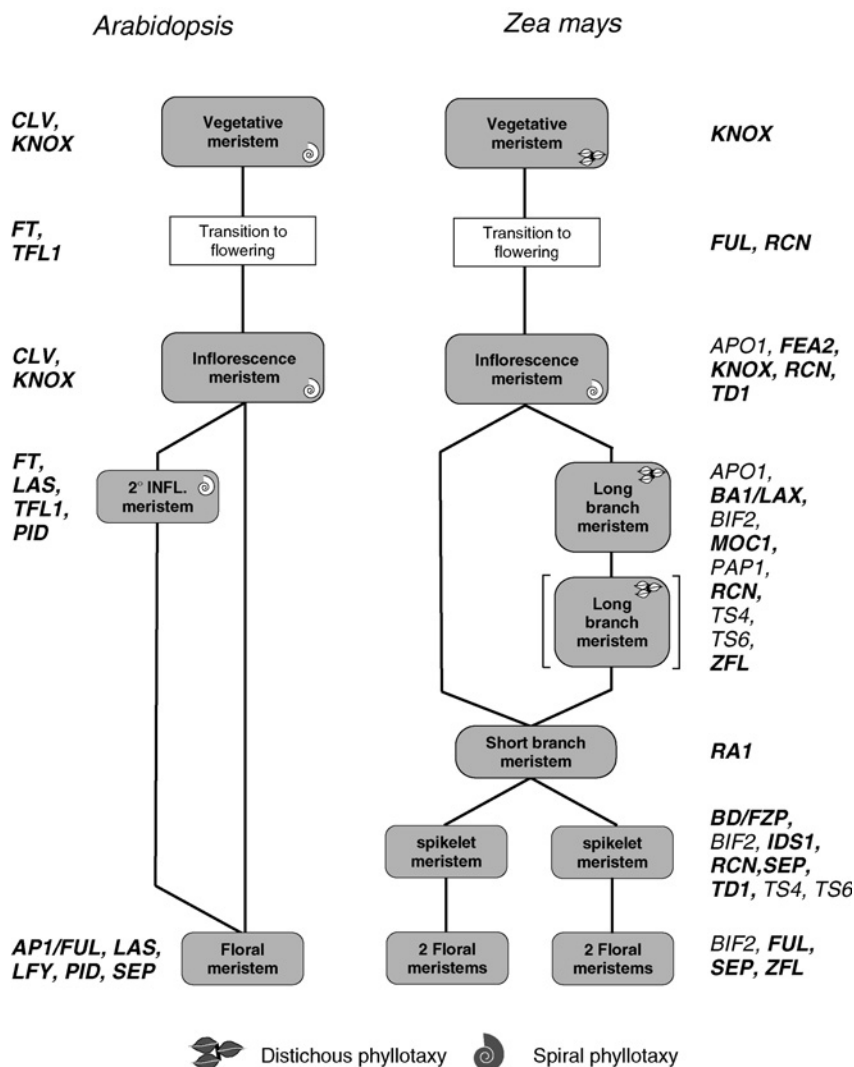 Arabidopsis
Zea mays
CLV,
KNOX
Vegetative
meristem
Vegetative
meristem
KNOX
FT,
TFL1
Transition to
flowering
Transition to
flowering
FUL, RCN
CLV,
KNOX
Inflorescence
meristem
Inflorescence
meristem
APO1, FEA2,
KNOX, RCN,
TD1
FT,
LAS,
TFL1,
PID
2° INFL.
meristem
Long
branch
meristem
Long
branch
meristem
APO1,
BA1/LAX,
BIF2,
MOC1,
PAP1,
RCN,
TS4,
TS6,
ZFL
Short branch
meristem
RA1
spikelet
meristem
spikelet
meristem
BD/FZP,
BIF2, IDS1,
RCN,SEP,
TD1, TS4, TS6
AP1/FUL, LAS,
LFY, PID, SEP
Floral
meristem
2 Floral
meristems
2 Floral
meristems
BIF2, FUL,
SEP, ZFL
Distichous phyllotaxy
Spiral phyllotaxy